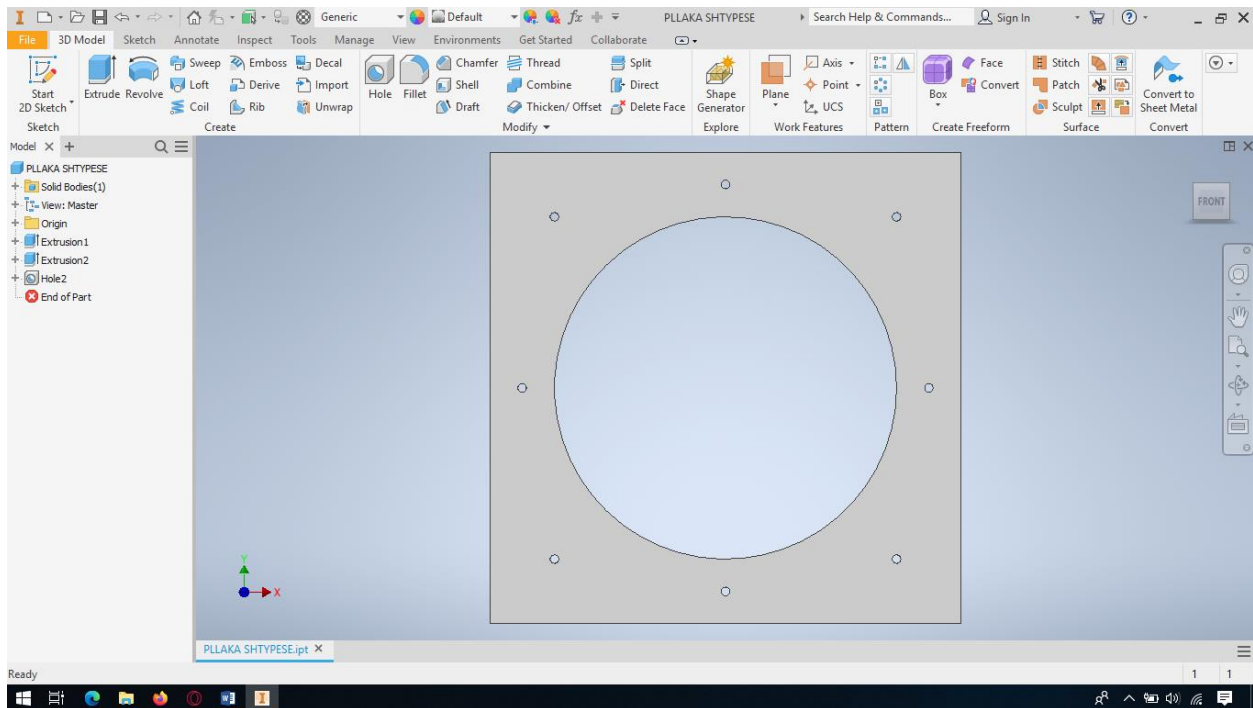 Generic Default fx PLLAKA SHTYPESE Search Help & Commands... Sign In
File 3D Model Sketch Annotate Inspect Tools Manage View Environments Get Started Collaborate
Sweep Emboss Decal Chamfer Thread Split Axis Face Stitch
Start 2D Sketch Extrude Revolve Loft Derive Import Hole Fillet Shell Combine Direct Shape Generator Plane Point Box Convert Patch Convert to Sheet Metal
Coil Rib Unwrap Draft Thicken/ Offset Delete Face UCS Sculpt
Sketch Create Modify Explore Work Features Pattern Create Freeform Surface Convert
Model
PLLAKA SHTYPESE
Solid Bodies(1)
View: Master
Origin
Extrusion1
Extrusion2
Hole2
End of Part
FRONT
Y
X
PLLAKA SHTYPESE.ipt
Ready 1 1